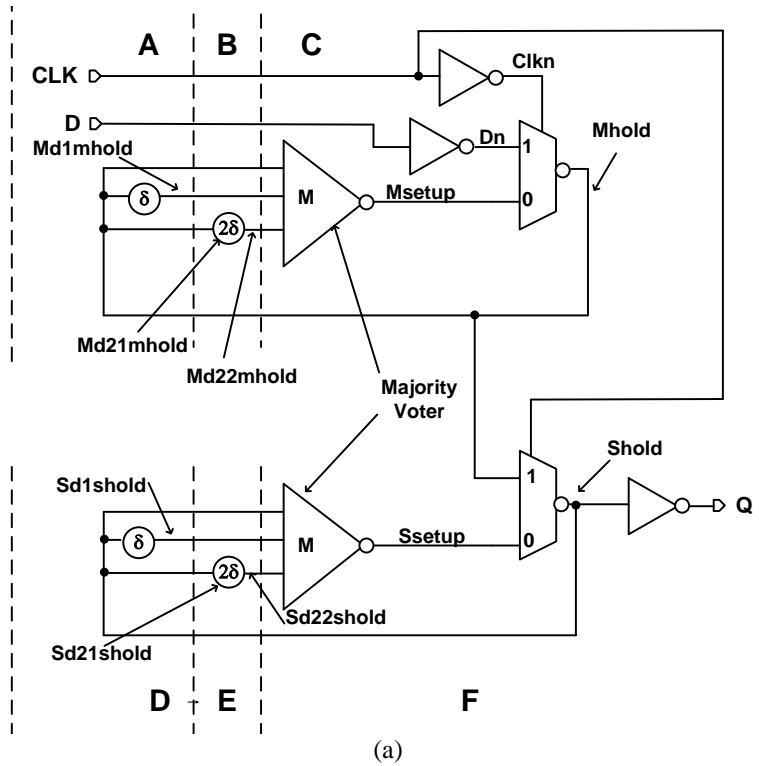 A B C
CLK
Clkn
D
Dn
1
Mhold
Md1mhold
δ
M
Msetup
0
2δ
Md21mhold
Md22mhold
Majority
Voter
Shold
1
Sd1shold
Q
δ
M
Ssetup
0
2δ
Sd22shold
Sd21shold
D E F
(a)